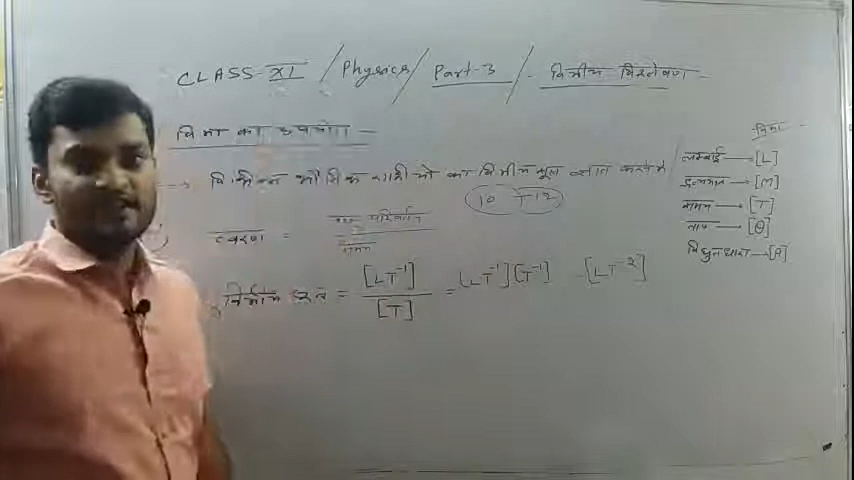 CLASS-XI / Physics / Part-3 / - विमीय विश्लेषण -
विमा का उपयोग -
→ विभिन्न भौतिक राशियों का विमीय सूत्र ज्ञात करने में
10 + 12
त्वरण = वेग परिवर्तन
समय
विमीय सूत्र = [LT⁻¹] / [T] = [LT⁻¹][T⁻¹] = [LT⁻²]
विमा
लम्बाई → [L]
द्रव्यमान → [M]
समय → [T]
ताप → [θ]
विद्युत धारा → [A]